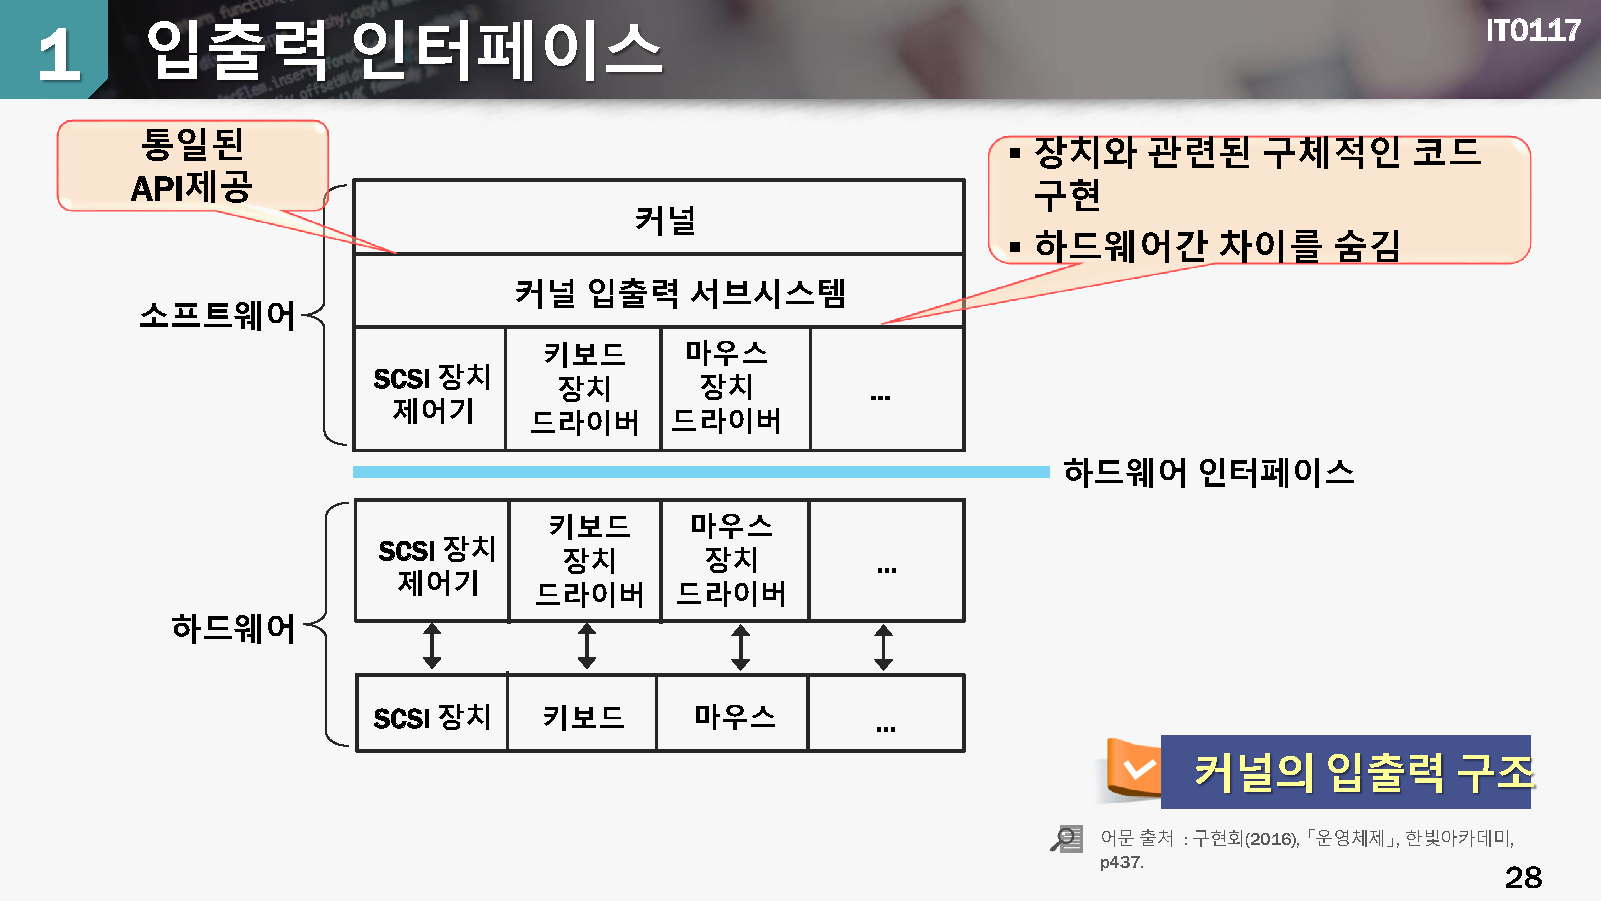 1
입출력 인터페이스
IT0117
통일된
API제공
▪ 장치와 관련된 구체적인 코드
구현
▪ 하드웨어간 차이를 숨김
커널
커널 입출력 서브시스템
소프트웨어
SCSI 장치
제어기
키보드
장치
드라이버
마우스
장치
드라이버
...
하드웨어 인터페이스
하드웨어
SCSI 장치
제어기
키보드
장치
드라이버
마우스
장치
드라이버
...
SCSI 장치
키보드
마우스
...
커널의 입출력 구조
어문 출처 : 구현회(2016),「운영체제」, 한빛아카데미,
p437.
28